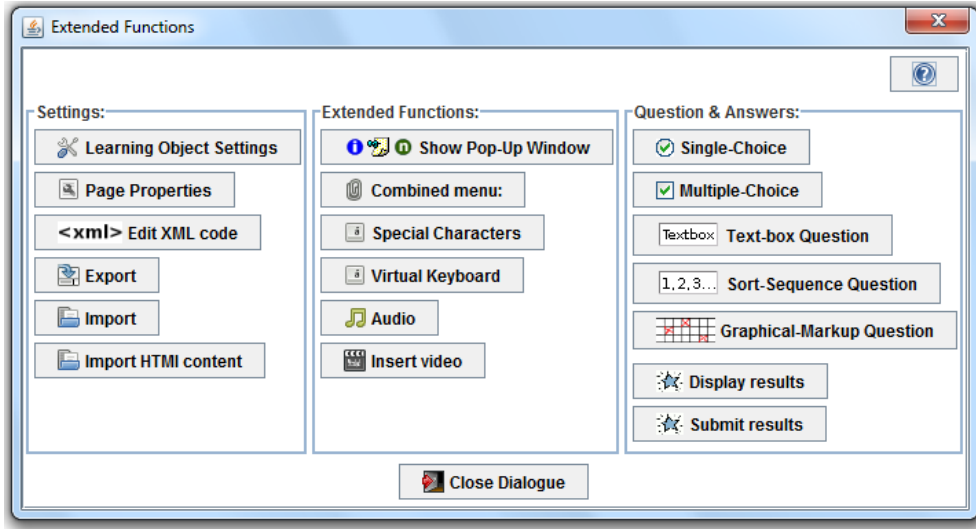 Extended Functions
Settings:
Learning Object Settings
Page Properties
<xml> Edit XML code
Export
Import
Import HTMl content
Extended Functions:
Show Pop-Up Window
Combined menu:
Special Characters
Virtual Keyboard
Audio
Insert video
Question & Answers:
Single-Choice
Multiple-Choice
Textbox Text-box Question
1,2,3... Sort-Sequence Question
Graphical-Markup Question
Display results
Submit results
Close Dialogue